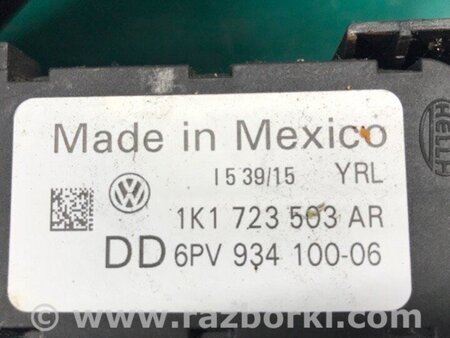 Made in Mexico
I 5 39/15 YRL
1K1 723 503 AR
DD 6PV 934 100-06
HELLA
www.razborki.com